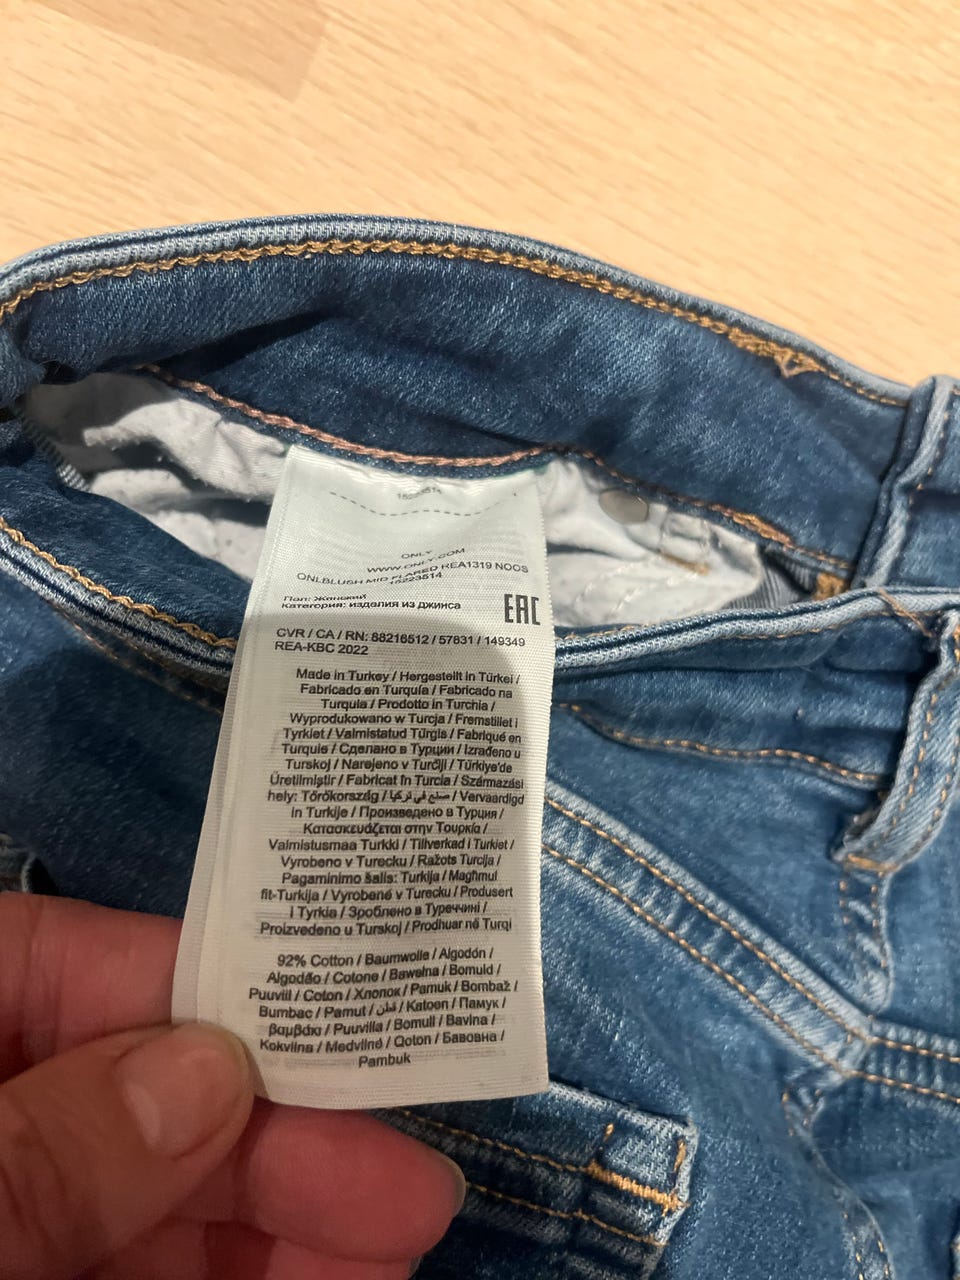 15223514
ONLY
WWW.ONLY.COM
ONLBLUSH MID FLARED REA1319 NOOS
15223514
Пол: Женский
Категория: изделия из джинса
EAC
CVR / CA / RN: 88216512 / 57831 / 149349
REA-KBC 2022
Made in Turkey / Hergestellt in Türkei /
Fabricado en Turquía / Fabricado na
Turquia / Prodotto in Turchia /
Wyprodukowano w Turcja / Fremstillet i
Tyrkiet / Valmistatud Türgis / Fabriqué en
Turquie / Сделано в Турции / Izrađeno u
Turskoj / Narejeno v Turčiji / Türkiye'de
Üretilmiştir / Fabricat în Turcia / Származási
hely: Törökország / صنع في تركيا / Vervaardigd
in Turkije / Произведено в Турция /
Κατασκευάζεται στην Τουρκία /
Valmistusmaa Turkki / Tillverkad i Turkiet /
Vyrobeno v Turecku / Ražots Turcija /
Pagaminimo šalis: Turkija / Magħmul
fit-Turkija / Vyrobené v Turecku / Produsert
i Tyrkia / Зроблено в Туреччині /
Proizvedeno u Turskoj / Prodhuar në Turqi
92% Cotton / Baumwolle / Algodón /
Algodão / Cotone / Bawełna / Bomuld /
Puuvill / Coton / Хлопок / Pamuk / Bombaž /
Bumbac / Pamut / قطن / Katoen / Памук /
βαμβάκι / Puuvilla / Bomull / Bavlna /
Kokvilna / Medvilnė / Qoton / Бавовна /
Pambuk